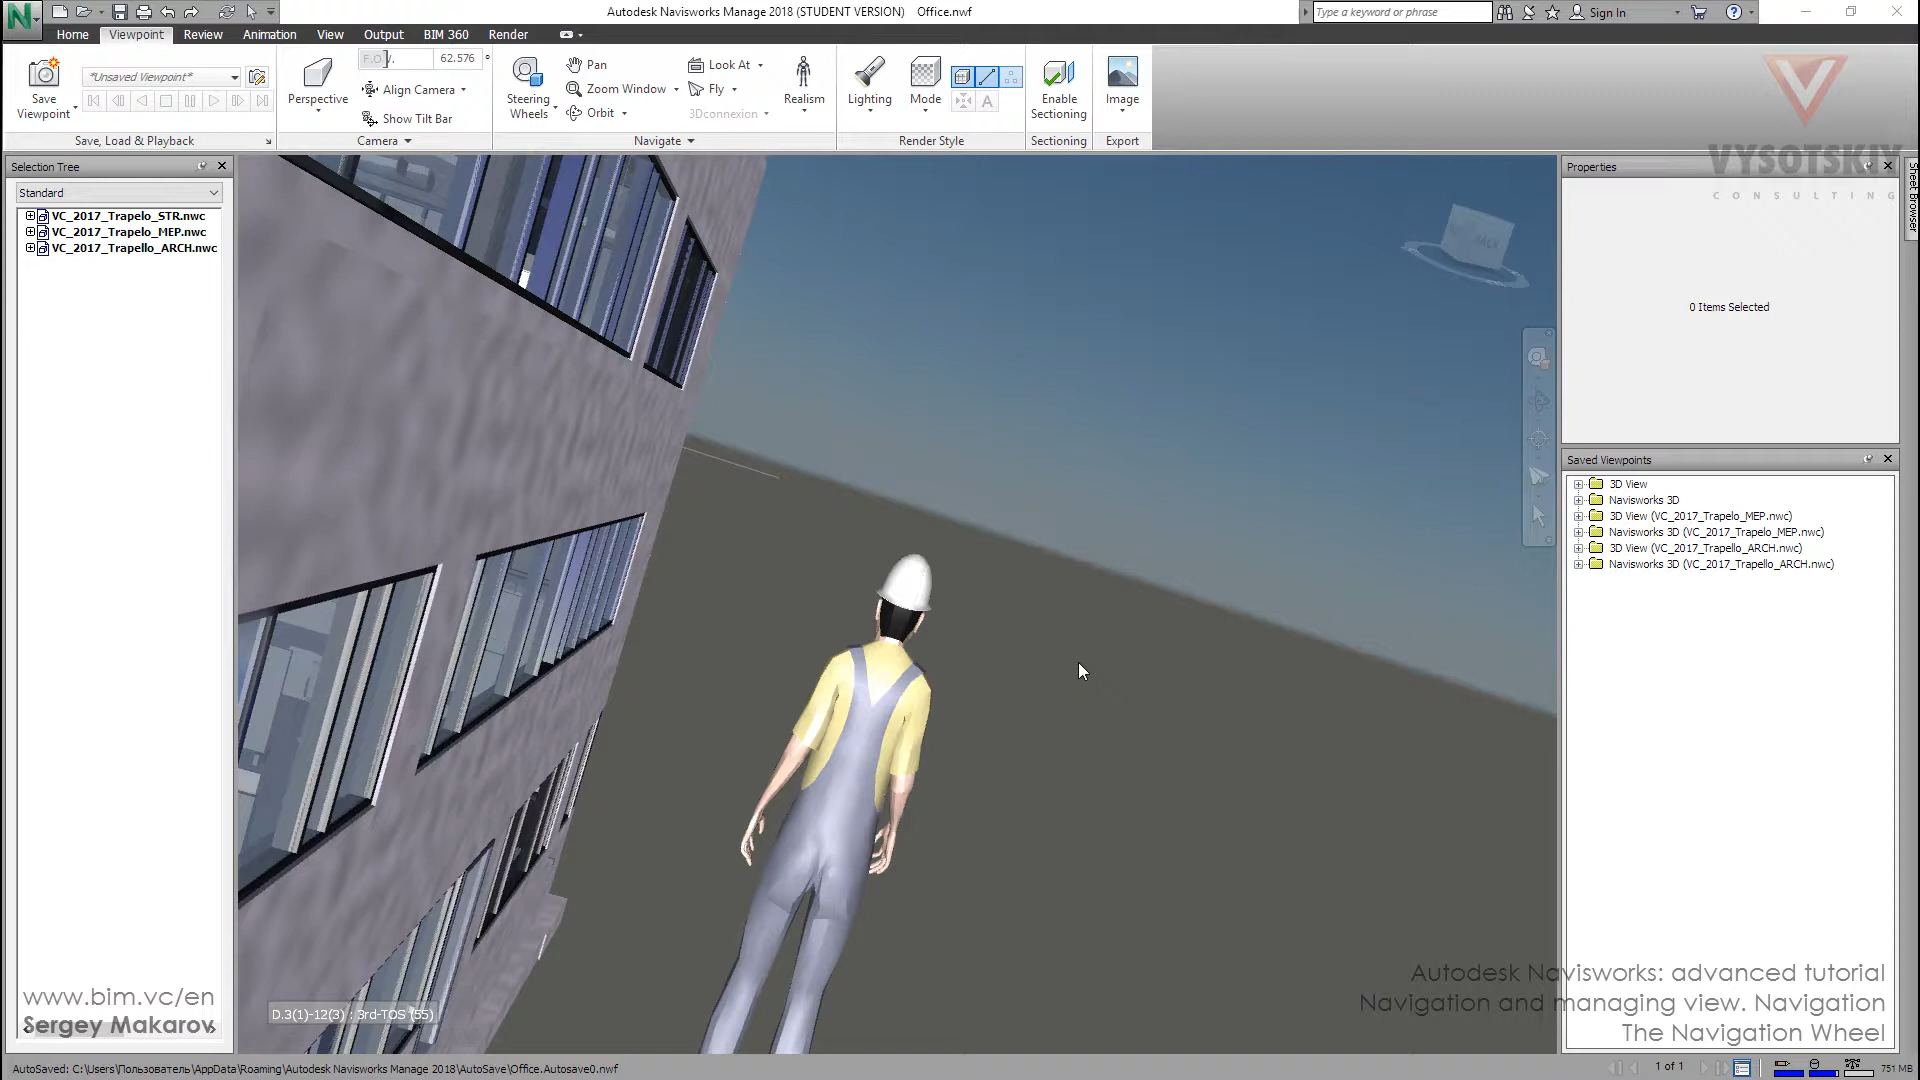 Autodesk Navisworks Manage 2018 (STUDENT VERSION) Office.nwf
Type a keyword or phrase
Sign In
Home Viewpoint Review Animation View Output BIM 360 Render
Save Viewpoint
*Unsaved Viewpoint*
Save, Load & Playback
Perspective
F.O.V. 62.576 °
Align Camera
Show Tilt Bar
Camera
Steering Wheels
Pan
Zoom Window
Orbit
Look At
Fly
3Dconnexion
Realism
Navigate
Lighting
Mode
A
Render Style
Enable Sectioning
Sectioning
Image
Export
VYSOTSKIY
CONSULTING
Selection Tree
Standard
VC_2017_Trapelo_STR.nwc
VC_2017_Trapelo_MEP.nwc
VC_2017_Trapello_ARCH.nwc
BACK
Properties
0 Items Selected
Sheet Browser
Saved Viewpoints
3D View
Navisworks 3D
3D View (VC_2017_Trapelo_MEP.nwc)
Navisworks 3D (VC_2017_Trapelo_MEP.nwc)
3D View (VC_2017_Trapello_ARCH.nwc)
Navisworks 3D (VC_2017_Trapello_ARCH.nwc)
www.bim.vc/en
Sergey Makarov
D.3(1)-12(3) : 3rd-TOS (55)
Autodesk Navisworks: advanced tutorial
Navigation and managing view. Navigation
The Navigation Wheel
AutoSaved: C:\Users\Пользователь\AppData\Roaming\Autodesk Navisworks Manage 2018\AutoSave\Office.Autosave0.nwf
1 of 1
751 MB